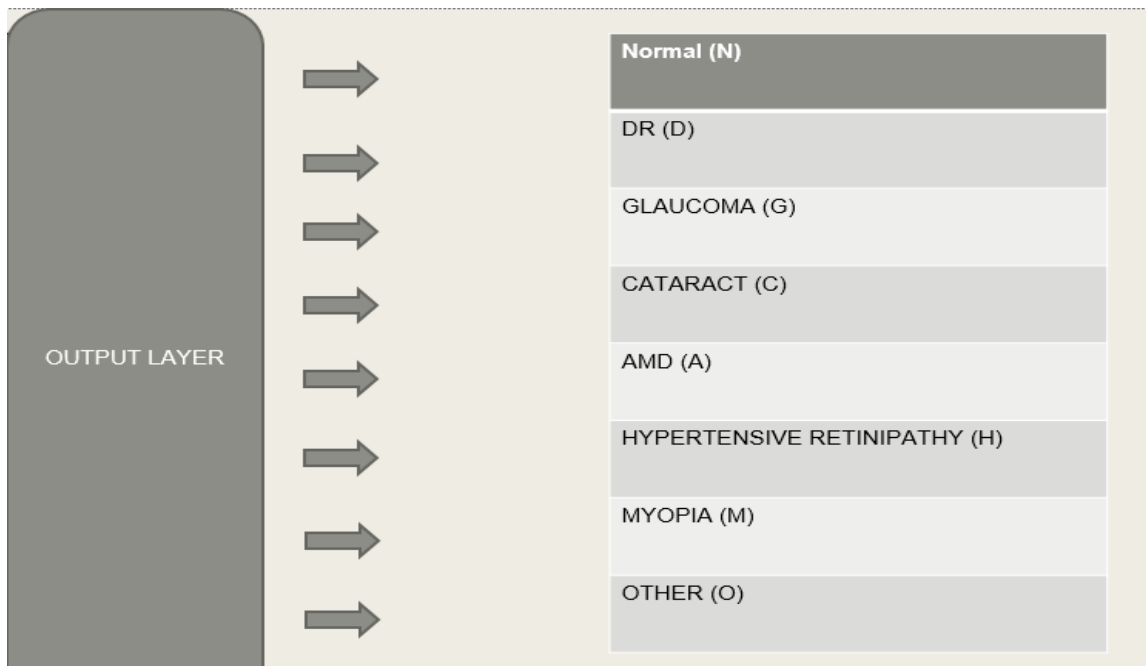 OUTPUT LAYER
Normal (N)
DR (D)
GLAUCOMA (G)
CATARACT (C)
AMD (A)
HYPERTENSIVE RETINIPATHY (H)
MYOPIA (M)
OTHER (O)